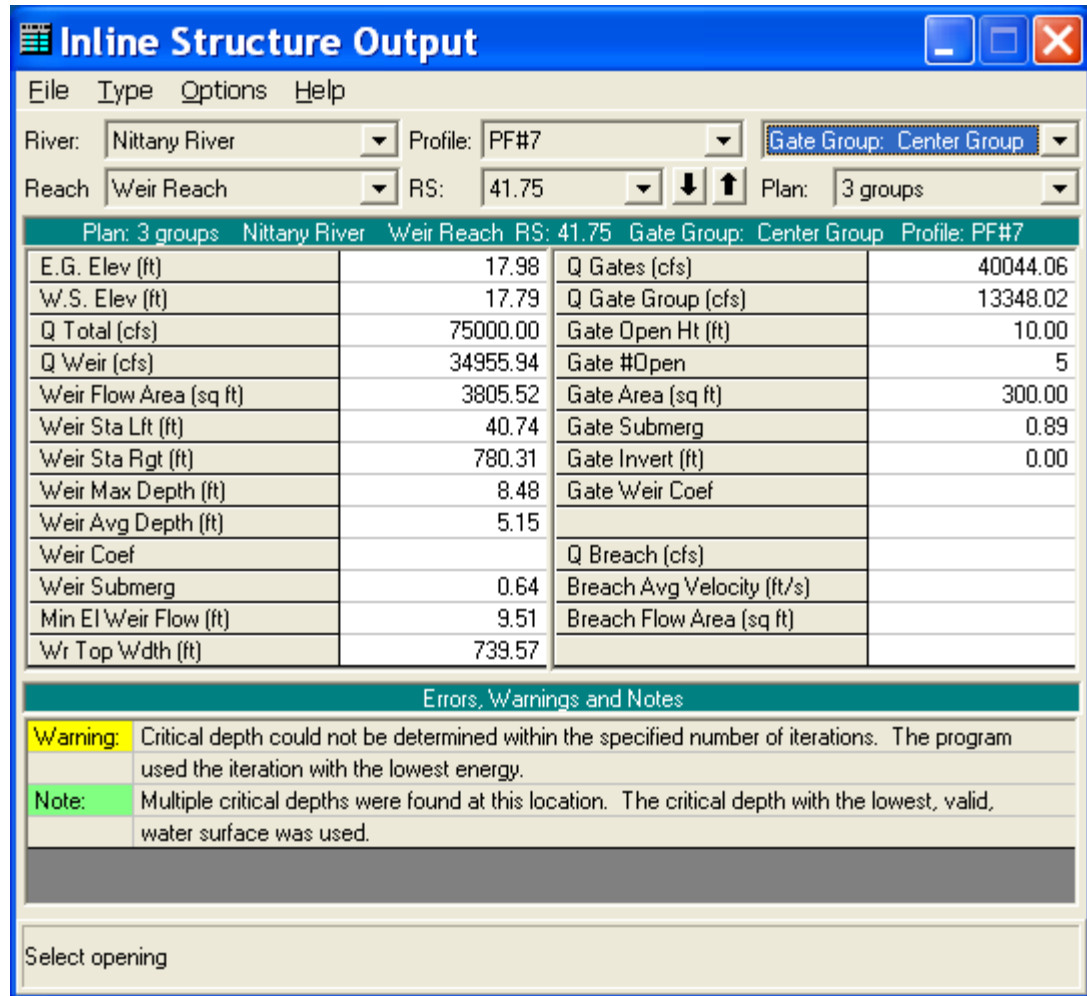 Inline Structure Output
File Type Options Help
River: Nittany River Profile: PF#7 Gate Group: Center Group
Reach Weir Reach RS: 41.75 Plan: 3 groups
Plan: 3 groups Nittany River Weir Reach RS: 41.75 Gate Group: Center Group Profile: PF#7
E.G. Elev (ft) 17.98 Q Gates (cfs) 40044.06
W.S. Elev (ft) 17.79 Q Gate Group (cfs) 13348.02
Q Total (cfs) 75000.00 Gate Open Ht (ft) 10.00
Q Weir (cfs) 34955.94 Gate #Open 5
Weir Flow Area (sq ft) 3805.52 Gate Area (sq ft) 300.00
Weir Sta Lft (ft) 40.74 Gate Submerg 0.89
Weir Sta Rgt (ft) 780.31 Gate Invert (ft) 0.00
Weir Max Depth (ft) 8.48 Gate Weir Coef
Weir Avg Depth (ft) 5.15
Weir Coef Q Breach (cfs)
Weir Submerg 0.64 Breach Avg Velocity (ft/s)
Min El Weir Flow (ft) 9.51 Breach Flow Area (sq ft)
Wr Top Wdth (ft) 739.57
Errors, Warnings and Notes
Warning: Critical depth could not be determined within the specified number of iterations. The program
used the iteration with the lowest energy.
Note: Multiple critical depths were found at this location. The critical depth with the lowest, valid,
water surface was used.
Select opening